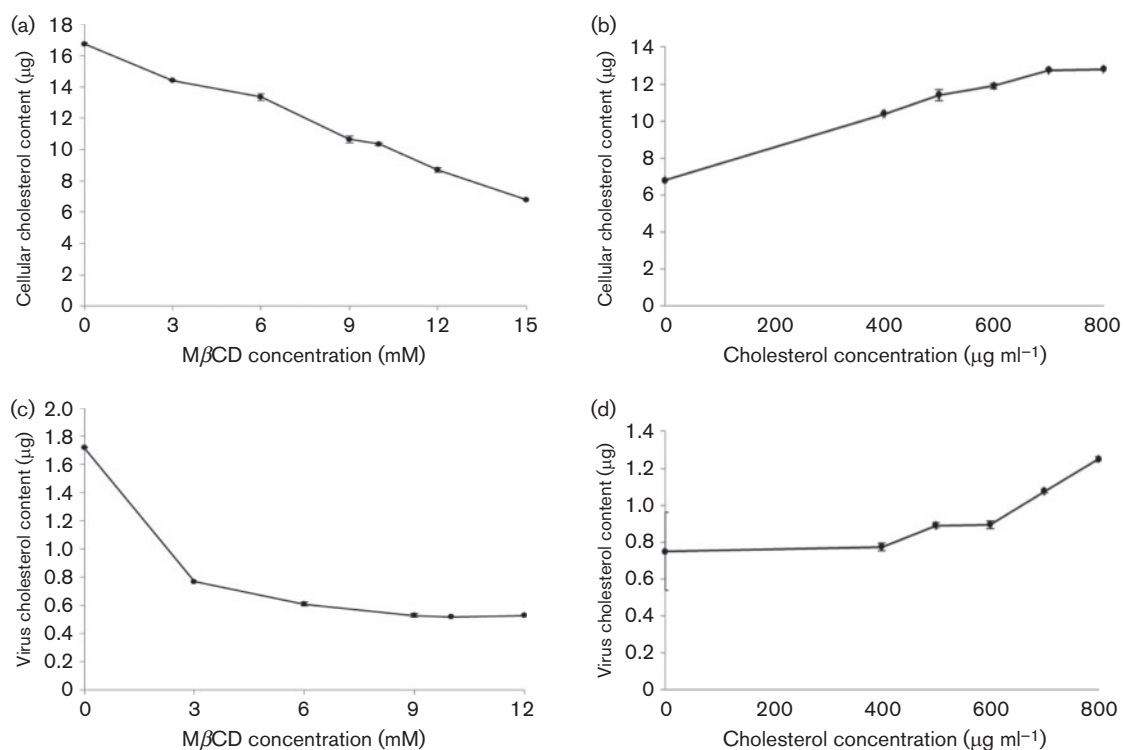 (a)
18
16
14
12
10
8
6
4
2
0
Cellular cholesterol content (μg)
0 3 6 9 12 15
MβCD concentration (mM)
(b)
14
12
10
8
6
4
2
0
Cellular cholesterol content (μg)
0 200 400 600 800
Cholesterol concentration (μg ml⁻¹)
(c)
2.0
1.8
1.6
1.4
1.2
1.0
0.8
0.6
0.4
0.2
0
Virus cholesterol content (μg)
0 3 6 9 12
MβCD concentration (mM)
(d)
1.4
1.2
1.0
0.8
0.6
0.4
0.2
0
Virus cholesterol content (μg)
0 200 400 600 800
Cholesterol concentration (μg ml⁻¹)